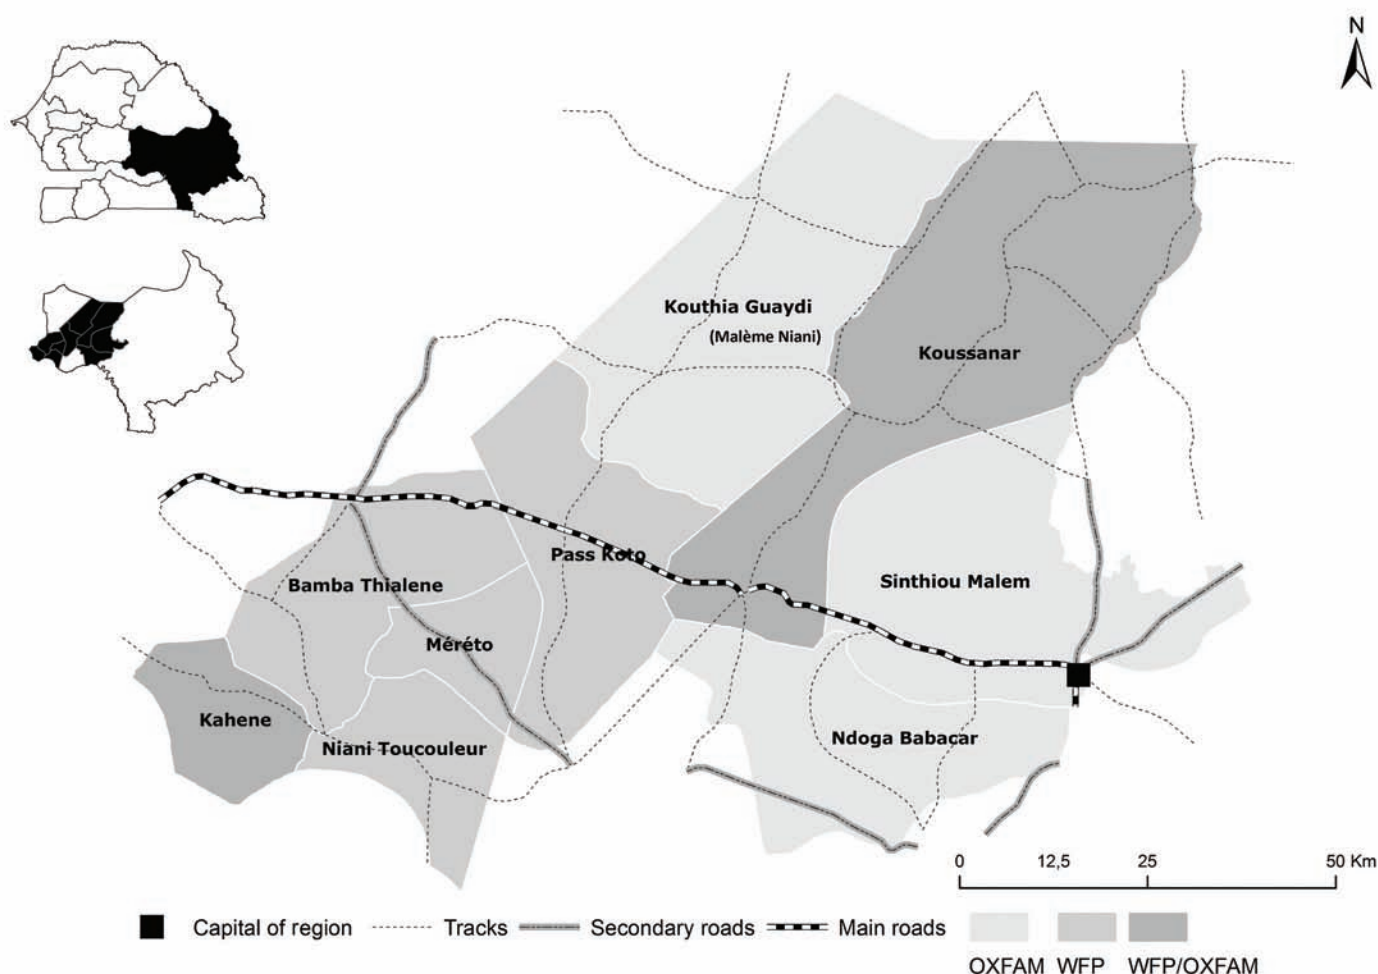 N
Kouthia Guaydi
(Malème Niani)
Koussanar
Pass Koto
Bamba Thialene
Sinthiou Malem
Méréto
Kahene
Niani Toucouleur
Ndoga Babacar
0 12,5 25 50 Km
Capital of region Tracks Secondary roads Main roads
OXFAM WFP WFP/OXFAM